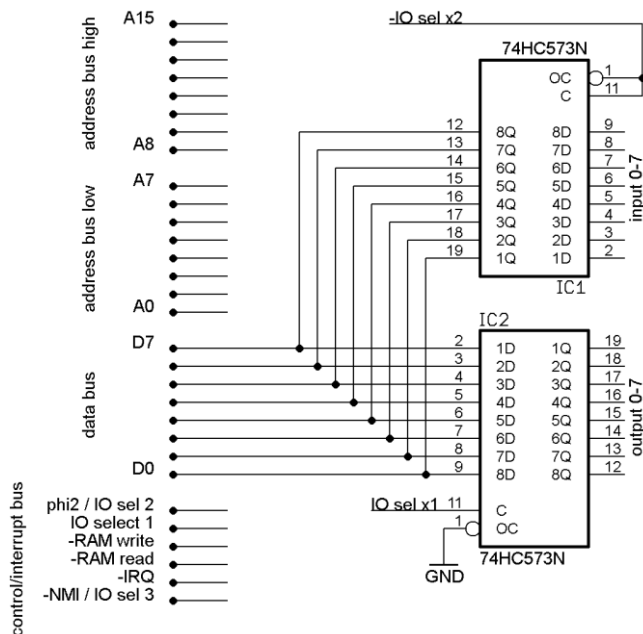 A15
address bus high
A8
A7
address bus low
A0
D7
data bus
D0
phi2 / IO sel 2
IO select 1
-RAM write
-RAM read
-IRQ
-NMI / IO sel 3
control/interrupt bus
-IO sel x2
74HC573N
OC 1
C 11
12 8Q 8D 9
13 7Q 7D 8
14 6Q 6D 7
15 5Q 5D 6
16 4Q 4D 5
17 3Q 3D 4
18 2Q 2D 3
19 1Q 1D 2
input 0-7
IC1
IC2
2 1D 1Q 19
3 2D 2Q 18
4 3D 3Q 17
5 4D 4Q 16
6 5D 5Q 15
7 6D 6Q 14
8 7D 7Q 13
9 8D 8Q 12
output 0-7
IO sel x1 11 C
1 OC
GND
74HC573N